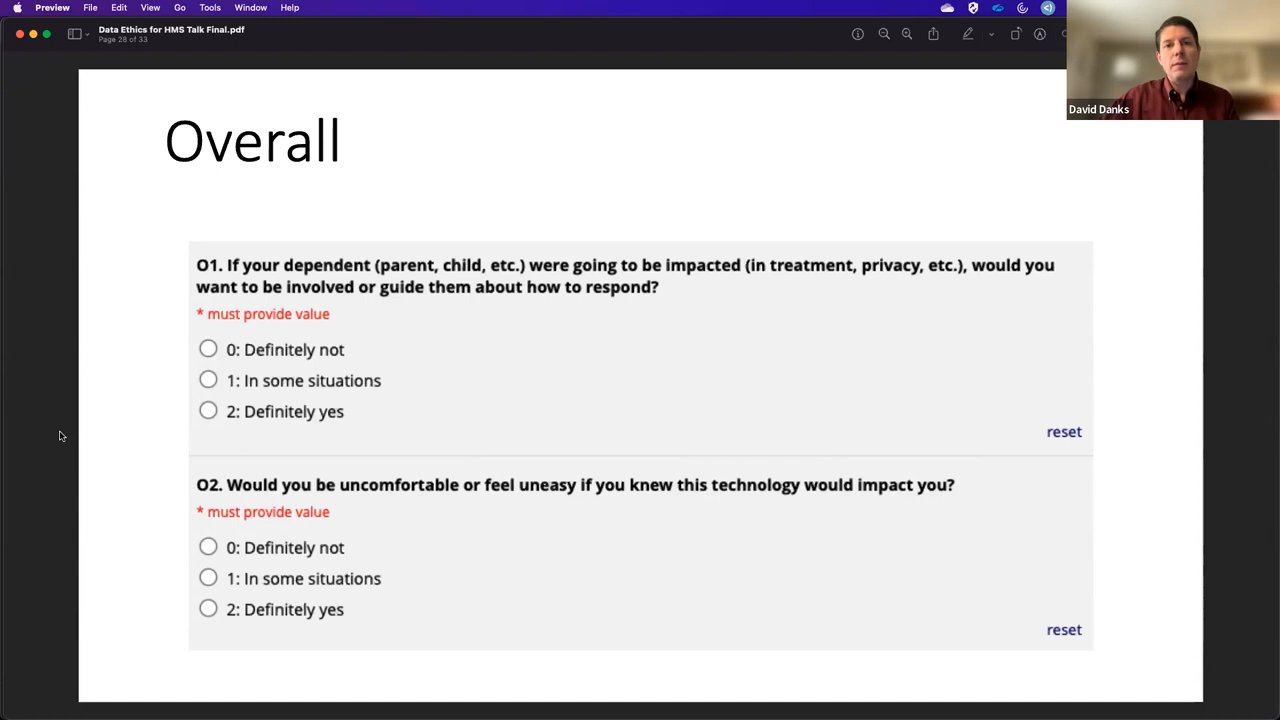 Preview File Edit View Go Tools Window Help
Data Ethics for HMS Talk Final.pdf
Page 28 of 33
David Danks
Overall
O1. If your dependent (parent, child, etc.) were going to be impacted (in treatment, privacy, etc.), would you
want to be involved or guide them about how to respond?
* must provide value
0: Definitely not
1: In some situations
2: Definitely yes
reset
O2. Would you be uncomfortable or feel uneasy if you knew this technology would impact you?
* must provide value
0: Definitely not
1: In some situations
2: Definitely yes
reset